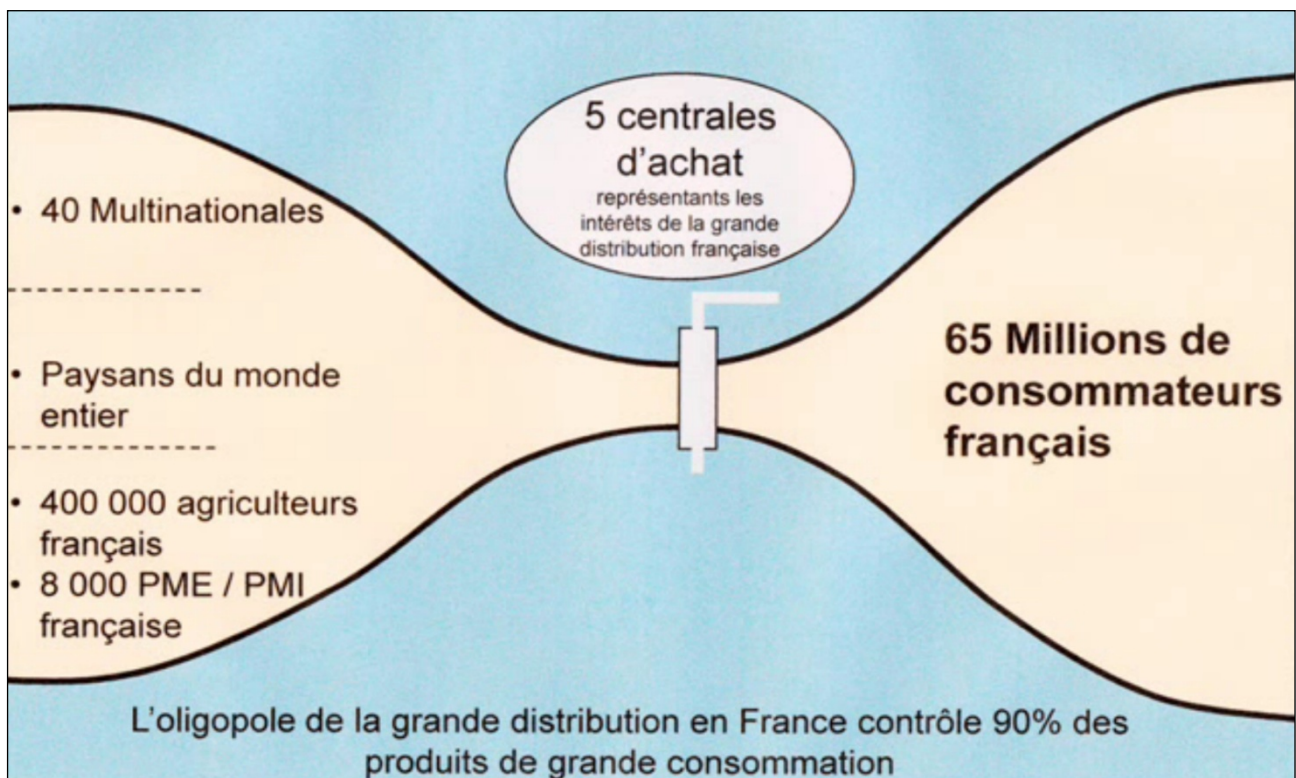 5 centrales
d'achat
représentants les
intérêts de la grande
distribution française
• 40 Multinationales
• Paysans du monde
entier
• 400 000 agriculteurs
français
• 8 000 PME / PMI
française
65 Millions de
consommateurs
français
L'oligopole de la grande distribution en France contrôle 90% des
produits de grande consommation